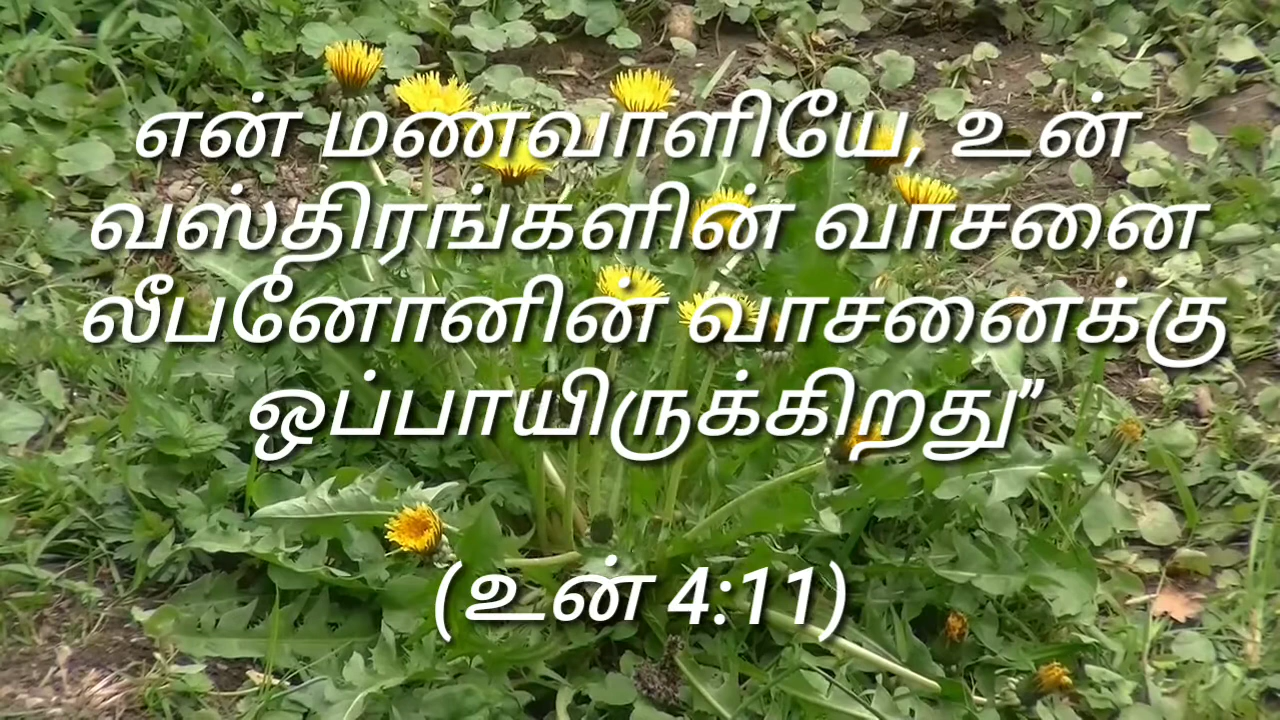 என் மணவாளியே, உன்
வஸ்திரங்களின் வாசனை
லீபனோனின் வாசனைக்கு
ஒப்பாயிருக்கிறது”
(உன் 4:11)